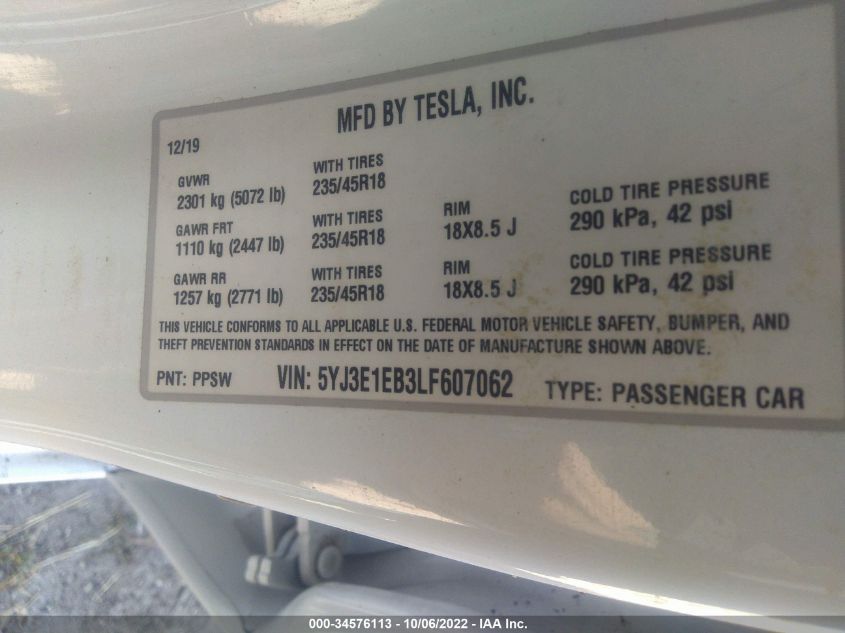 MFD BY TESLA, INC.
12/19
GVWR
2301 kg (5072 lb)
WITH TIRES
235/45R18
GAWR FRT
1110 kg (2447 lb)
WITH TIRES
235/45R18
RIM
18X8.5 J
COLD TIRE PRESSURE
290 kPa, 42 psi
GAWR RR
1257 kg (2771 lb)
WITH TIRES
235/45R18
RIM
18X8.5 J
COLD TIRE PRESSURE
290 kPa, 42 psi
THIS VEHICLE CONFORMS TO ALL APPLICABLE U.S. FEDERAL MOTOR VEHICLE SAFETY, BUMPER, AND
THEFT PREVENTION STANDARDS IN EFFECT ON THE DATE OF MANUFACTURE SHOWN ABOVE.
PNT: PPSW VIN: 5YJ3E1EB3LF607062 TYPE: PASSENGER CAR
000-34576113 - 10/06/2022 - IAA Inc.